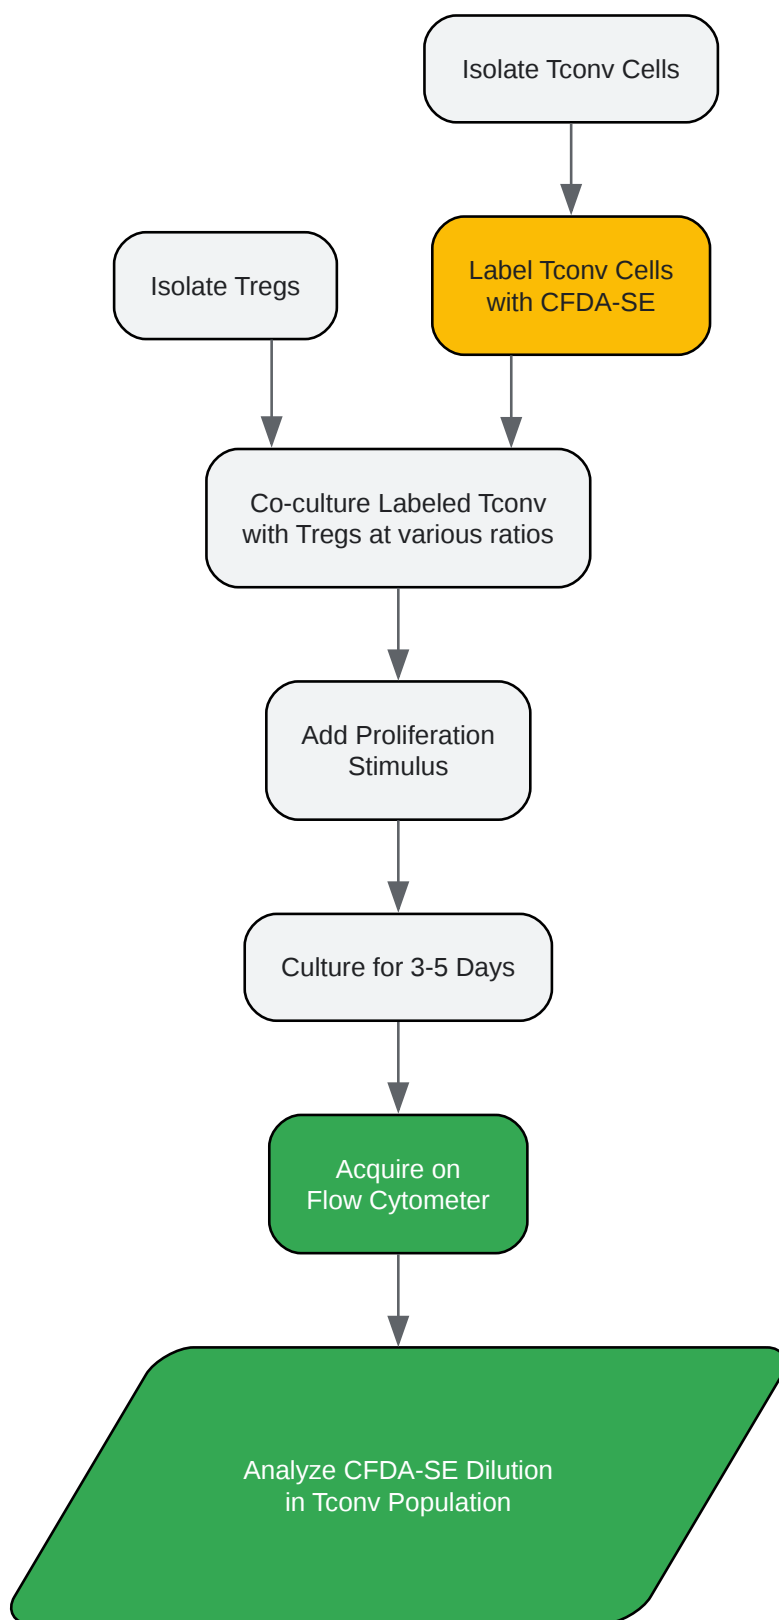 Isolate Tconv Cells
Isolate Tregs
Label Tconv Cells
with CFDA-SE
Co-culture Labeled Tconv
with Tregs at various ratios
Add Proliferation
Stimulus
Culture for 3-5 Days
Acquire on
Flow Cytometer
Analyze CFDA-SE Dilution
in Tconv Population